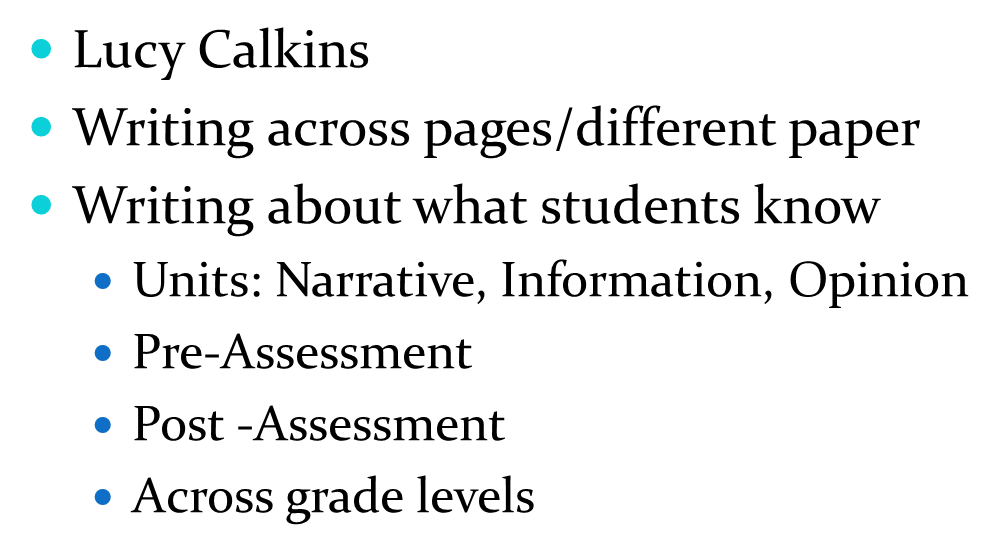 Lucy Calkins
Writing across pages/different paper
Writing about what students know
Units: Narrative, Information, Opinion
Pre-Assessment
Post -Assessment
Across grade levels